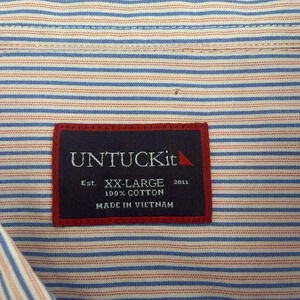 UNTUCKit
Est. XX-LARGE 2011
100% COTTON
MADE IN VIETNAM